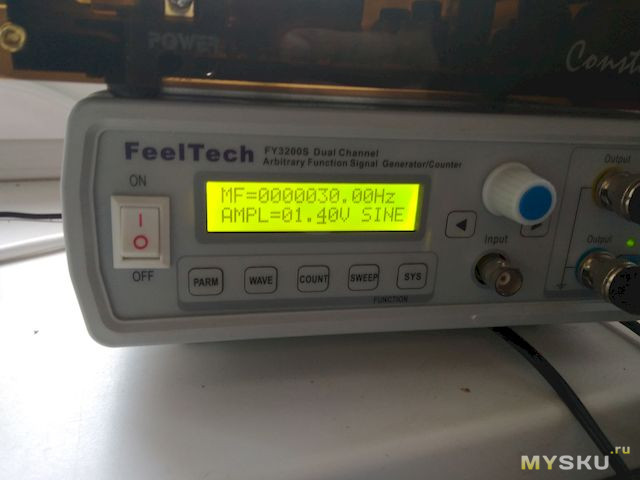 POWER
Const
FeelTech
FY3200S Dual Channel
Arbitrary Function Signal Generator/Counter
Output
ON
I
O
OFF
MF=0000030.00Hz
AMPL=01.40V SINE
◀
Input
Output
PARM
WAVE
COUNT
SWEEP
SYS
FUNCTION
MYSKU.ru